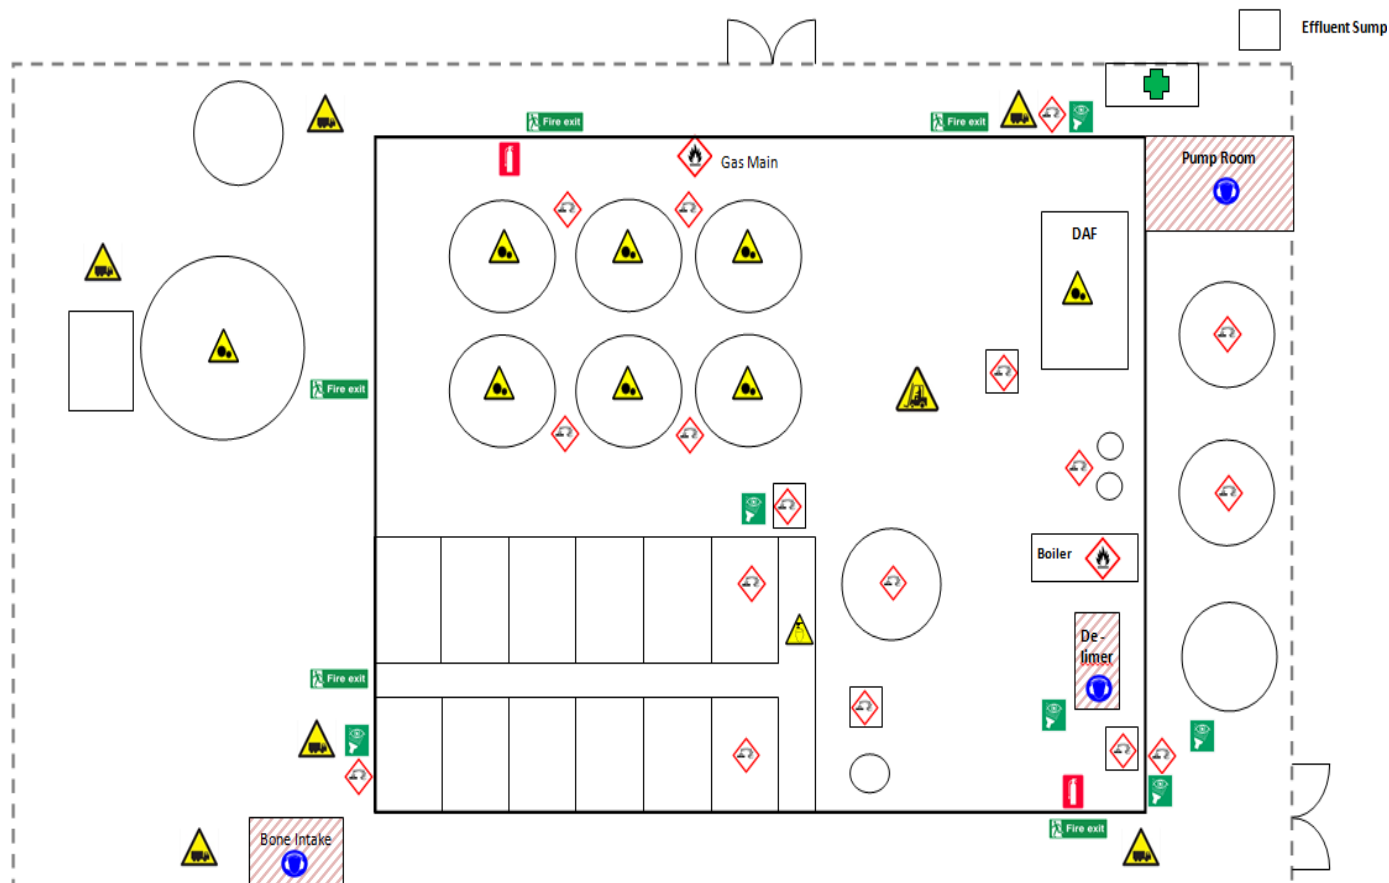 Effluent Sump
Fire exit
Fire exit
Gas Main
Pump Room
DAF
Fire exit
Boiler
De -
limer
Fire exit
Fire exit
Bone Intake